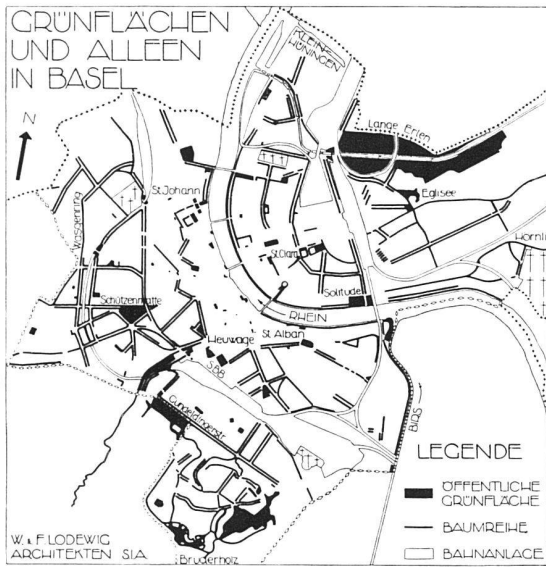 GRÜNFLÄCHEN
UND ALLEEN
IN BASEL
N
KLEIN-
HÜNINGEN
Lange Erlen
Eglisee
Hörnli
St.Johann
Wasgenring
St.Clara
Schützenmatte
Solitude
RHEIN
Heuwage
St.Alban
S.B.B.
Gundeldingerstr.
BIRS
Bruderholz
LEGENDE
ÖFFENTLICHE
GRÜNFLÄCHE
BAUMREIHE
BAHNANLAGE
W. & F. LODEWIG
ARCHITEKTEN S.I.A.